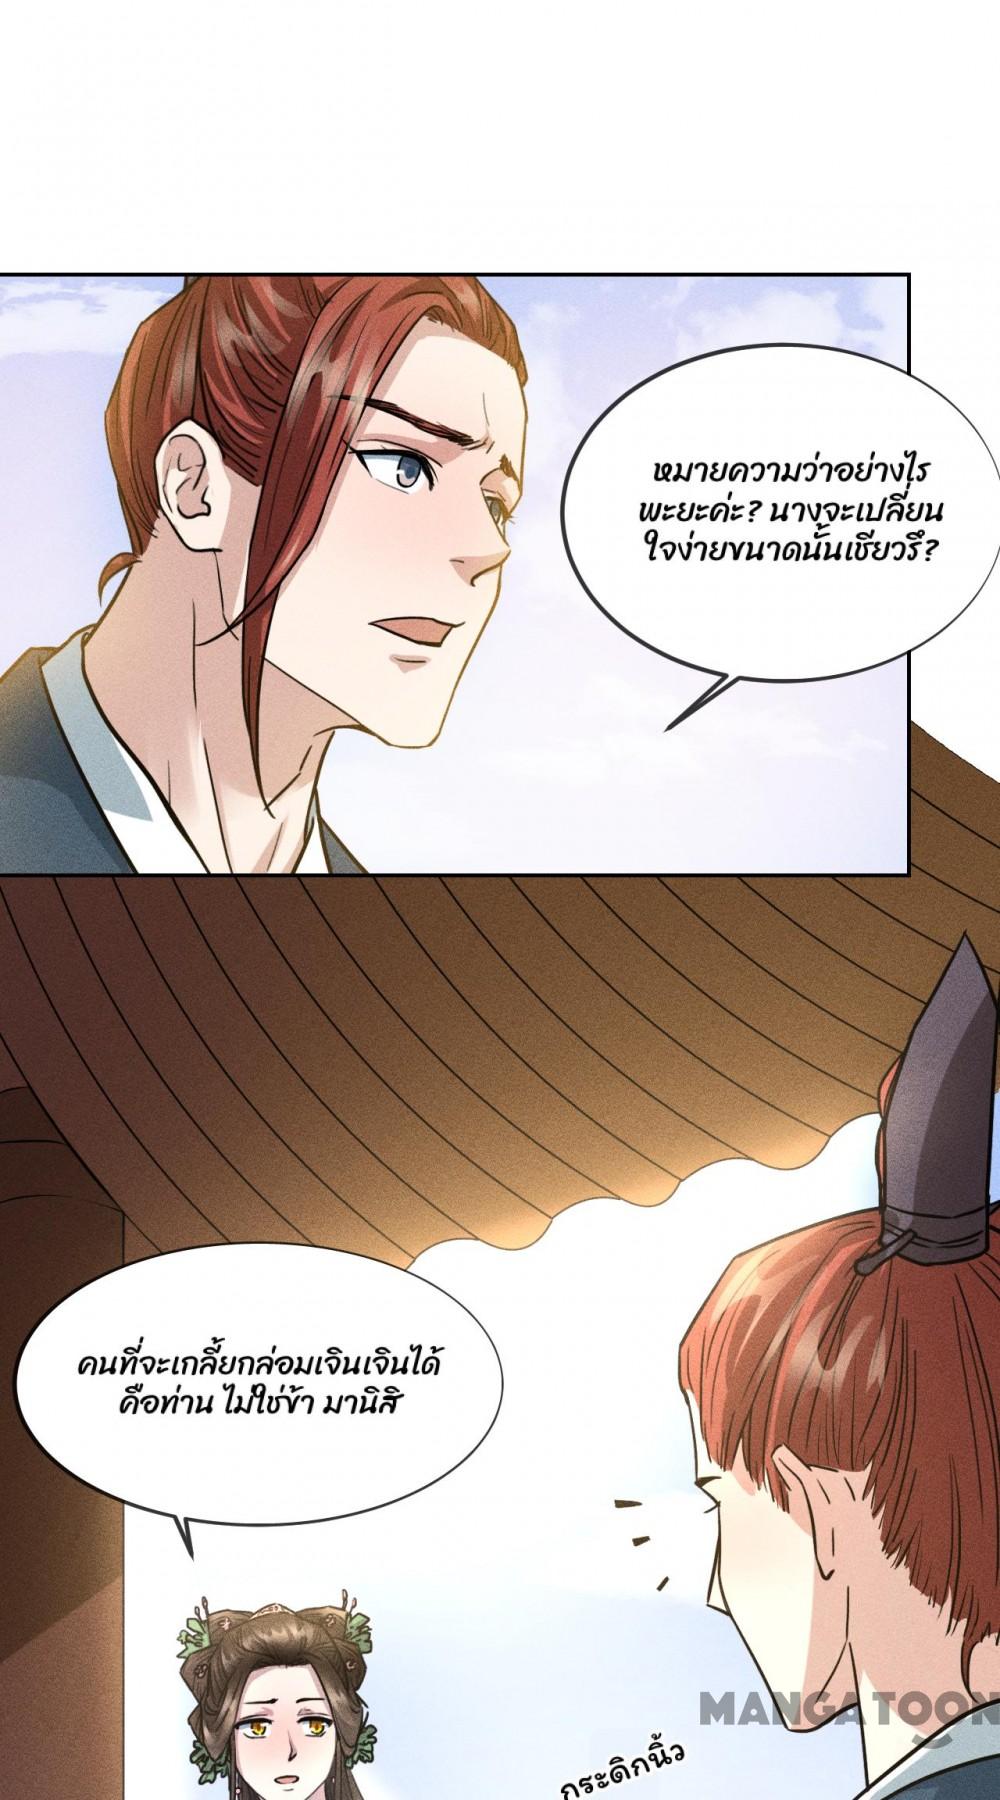 หมายความว่าอย่างไร
พะยะค่ะ? นางจะเปลี่ยน
ใจง่ายขนาดนั้นเชียวรึ?
คนที่จะเกลี้ยกล่อมเจินเจินได้
คือท่าน ไม่ใช่ข้า มานิสิ
MANGATOON
กระดิกนิ้ว